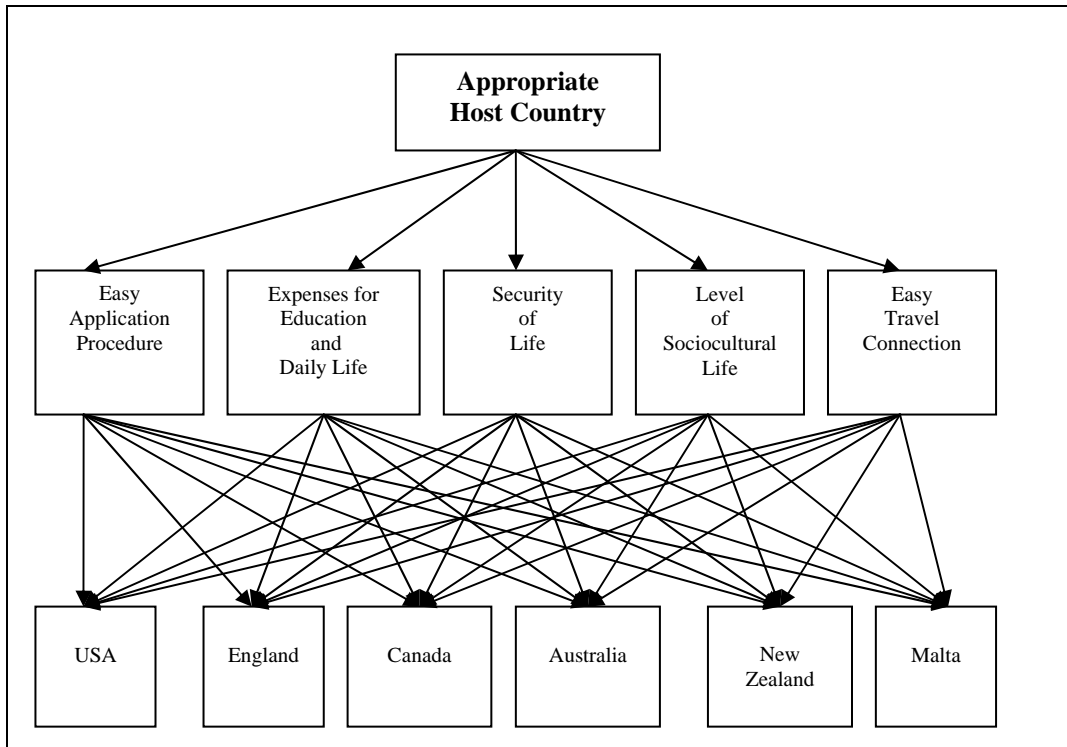 Appropriate
Host Country
Easy
Application
Procedure
Expenses for
Education
and
Daily Life
Security
of
Life
Level
of
Sociocultural
Life
Easy
Travel
Connection
USA
England
Canada
Australia
New
Zealand
Malta